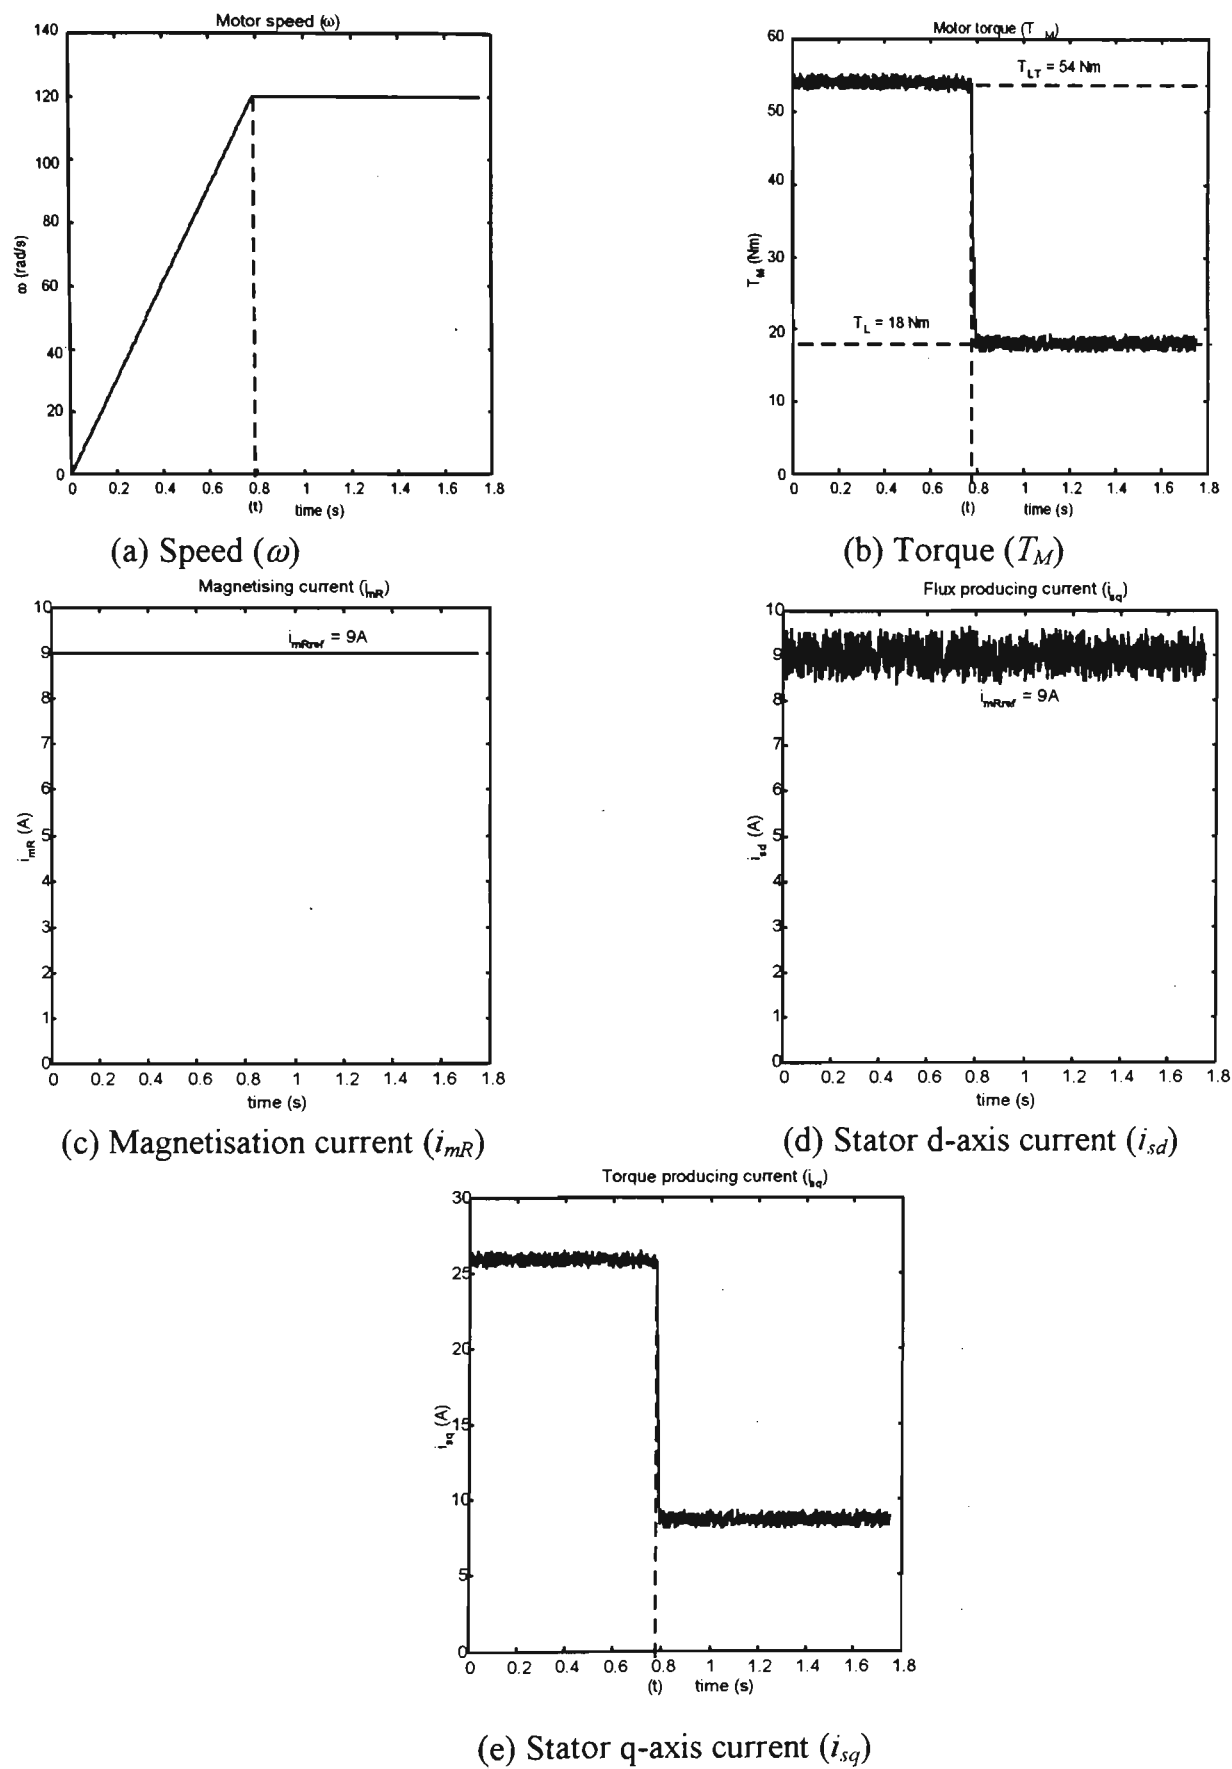 Motor speed (ω)
140
120
100
80
60
40
20
0
ω (rad/s)
0 0.2 0.4 0.6 0.8 1 1.2 1.4 1.6 1.8
(t) time (s)
(a) Speed (ω)
Motor torque (T_M)
60
50
40
30
20
10
0
T_M (Nm)
T_LT = 54 Nm
T_L = 18 Nm
0 0.2 0.4 0.6 0.8 1 1.2 1.4 1.6 1.8
(t) time (s)
(b) Torque (T_M)
Magnetising current (i_mR)
10
9
8
7
6
5
4
3
2
1
0
i_mR (A)
i_mRref = 9A
0 0.2 0.4 0.6 0.8 1 1.2 1.4 1.6 1.8
time (s)
(c) Magnetisation current (i_mR)
Flux producing current (i_sq)
10
9
8
7
6
5
4
3
2
1
0
i_sd (A)
i_mRref = 9A
0 0.2 0.4 0.6 0.8 1 1.2 1.4 1.6 1.8
time (s)
(d) Stator d-axis current (i_sd)
Torque producing current (i_sq)
30
25
20
15
10
5
0
i_sq (A)
0 0.2 0.4 0.6 0.8 1 1.2 1.4 1.6 1.8
(t) time (s)
(e) Stator q-axis current (i_sq)